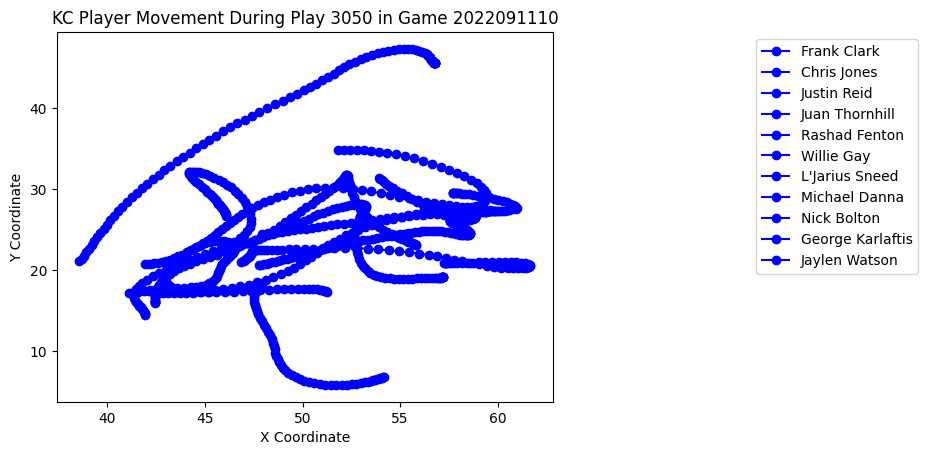 KC Player Movement During Play 3050 in Game 2022091110
Frank Clark
Chris Jones
Justin Reid
Juan Thornhill
Rashad Fenton
Willie Gay
L'Jarius Sneed
Michael Danna
Nick Bolton
George Karlaftis
Jaylen Watson
Y Coordinate
40
30
20
10
40 45 50 55 60
X Coordinate